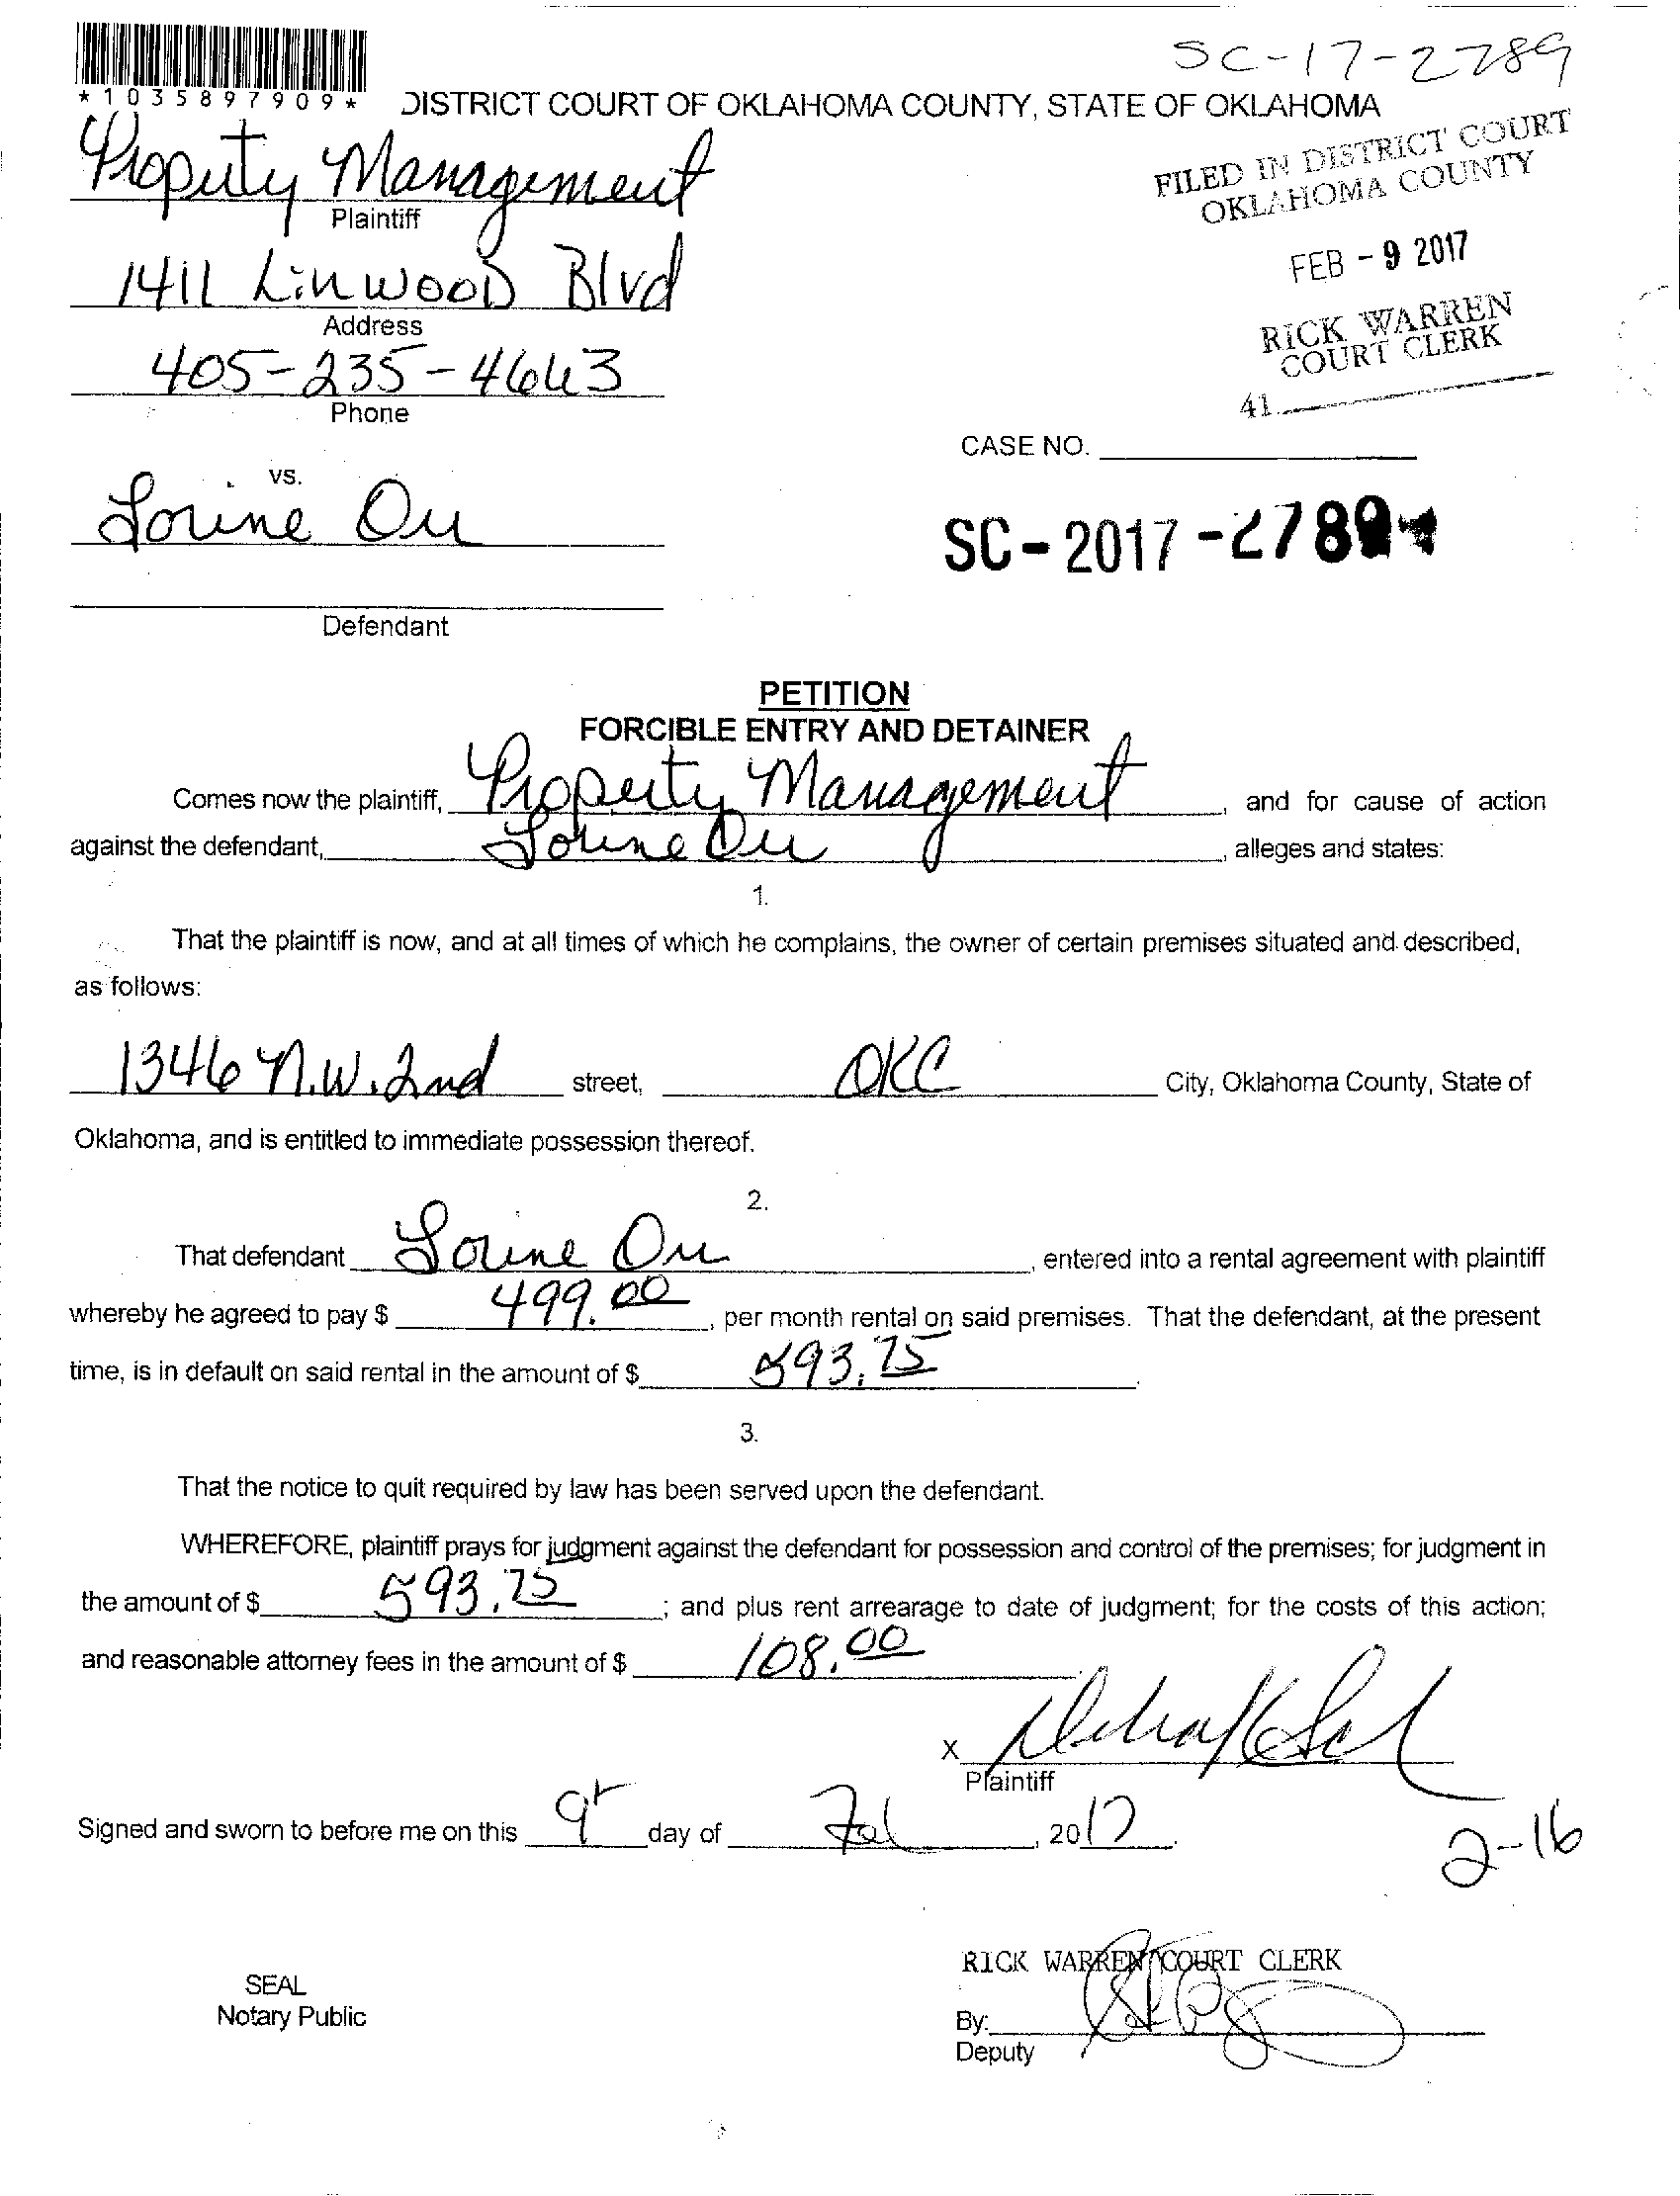 SC-17-2789
*1035897909*
DISTRICT COURT OF OKLAHOMA COUNTY, STATE OF OKLAHOMA
FILED IN DISTRICT COURT
OKLAHOMA COUNTY
FEB - 9 2017
RICK WARREN
COURT CLERK
41
Property Management
Plaintiff
1411 Linwood Blvd
Address
405-235-4643
Phone
CASE NO.
vs.
Lorine Ou
SC - 2017 - 2789
Defendant
PETITION
FORCIBLE ENTRY AND DETAINER
Comes now the plaintiff, Property Management, and for cause of action
against the defendant, Lorine Ou, alleges and states:
1.
That the plaintiff is now, and at all times of which he complains, the owner of certain premises situated and described,
as follows:
1346 N.W. 2nd street, OKC City, Oklahoma County, State of
Oklahoma, and is entitled to immediate possession thereof.
2.
That defendant Lorine Ou, entered into a rental agreement with plaintiff
whereby he agreed to pay $ 499.00, per month rental on said premises. That the defendant, at the present
time, is in default on said rental in the amount of $ 593.75.
3.
That the notice to quit required by law has been served upon the defendant.
WHEREFORE, plaintiff prays for judgment against the defendant for possession and control of the premises; for judgment in
the amount of $ 593.75; and plus rent arrearage to date of judgment; for the costs of this action;
and reasonable attorney fees in the amount of $ 108.00.
x
Plaintiff
Signed and sworn to before me on this 9 day of Feb, 2017.
2-16
RICK WARREN COURT CLERK
SEAL
Notary Public
By:
Deputy